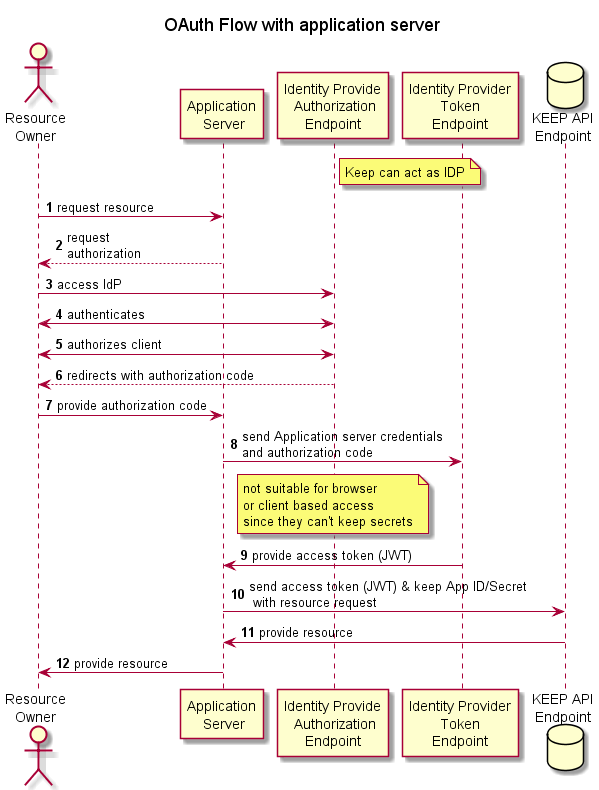 OAuth Flow with application server
Resource
Owner
Application
Server
Identity Provide
Authorization
Endpoint
Identity Provider
Token
Endpoint
KEEP API
Endpoint
Keep can act as IDP
1 request resource
2 request
authorization
3 access IdP
4 authenticates
5 authorizes client
6 redirects with authorization code
7 provide authorization code
8 send Application server credentials
and authorization code
not suitable for browser
or client based access
since they can't keep secrets
9 provide access token (JWT)
10 send access token (JWT) & keep App ID/Secret
with resource request
11 provide resource
12 provide resource
Resource
Owner
Application
Server
Identity Provide
Authorization
Endpoint
Identity Provider
Token
Endpoint
KEEP API
Endpoint